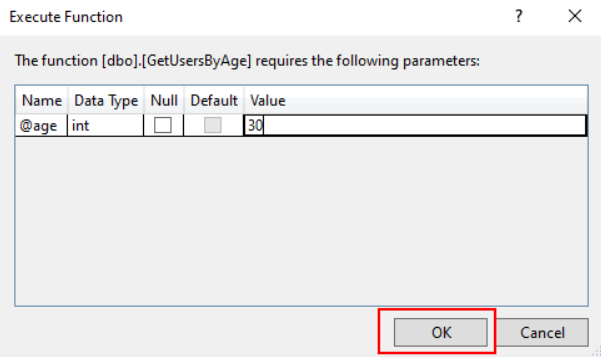 Execute Function ? ×
The function [dbo].[GetUsersByAge] requires the following parameters:
Name Data Type Null Default Value
@age int 30
OK Cancel